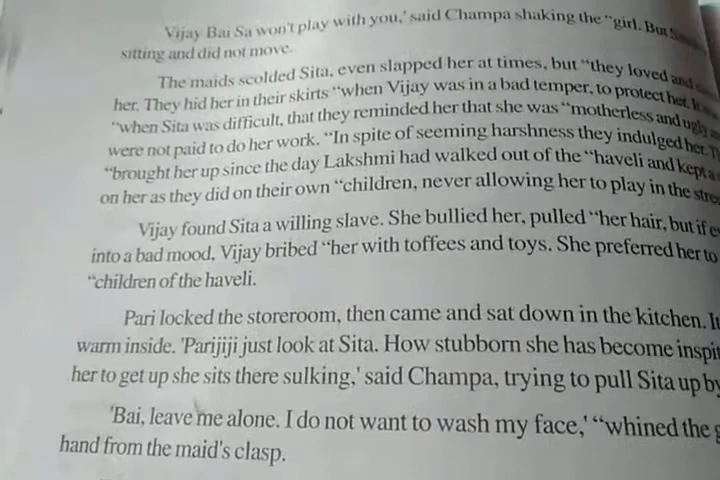 Vijay Bai Sa won't play with you,' said Champa shaking the "girl. But
sitting and did not move.
The maids scolded Sita, even slapped her at times, but "they loved and
her. They hid her in their skirts "when Vijay was in a bad temper, to protect her. It
"when Sita was difficult, that they reminded her that she was "motherless and ugly
were not paid to do her work. "In spite of seeming harshness they indulged her.
"brought her up since the day Lakshmi had walked out of the "haveli and kept a
on her as they did on their own "children, never allowing her to play in the
Vijay found Sita a willing slave. She bullied her, pulled "her hair, but if
into a bad mood, Vijay bribed "her with toffees and toys. She preferred her to
"children of the haveli.
Pari locked the storeroom, then came and sat down in the kitchen.
warm inside. 'Parijiji just look at Sita. How stubborn she has become
her to get up she sits there sulking,' said Champa, trying to pull Sita up by
'Bai, leave me alone. I do not want to wash my face,' "whined the
hand from the maid's clasp.